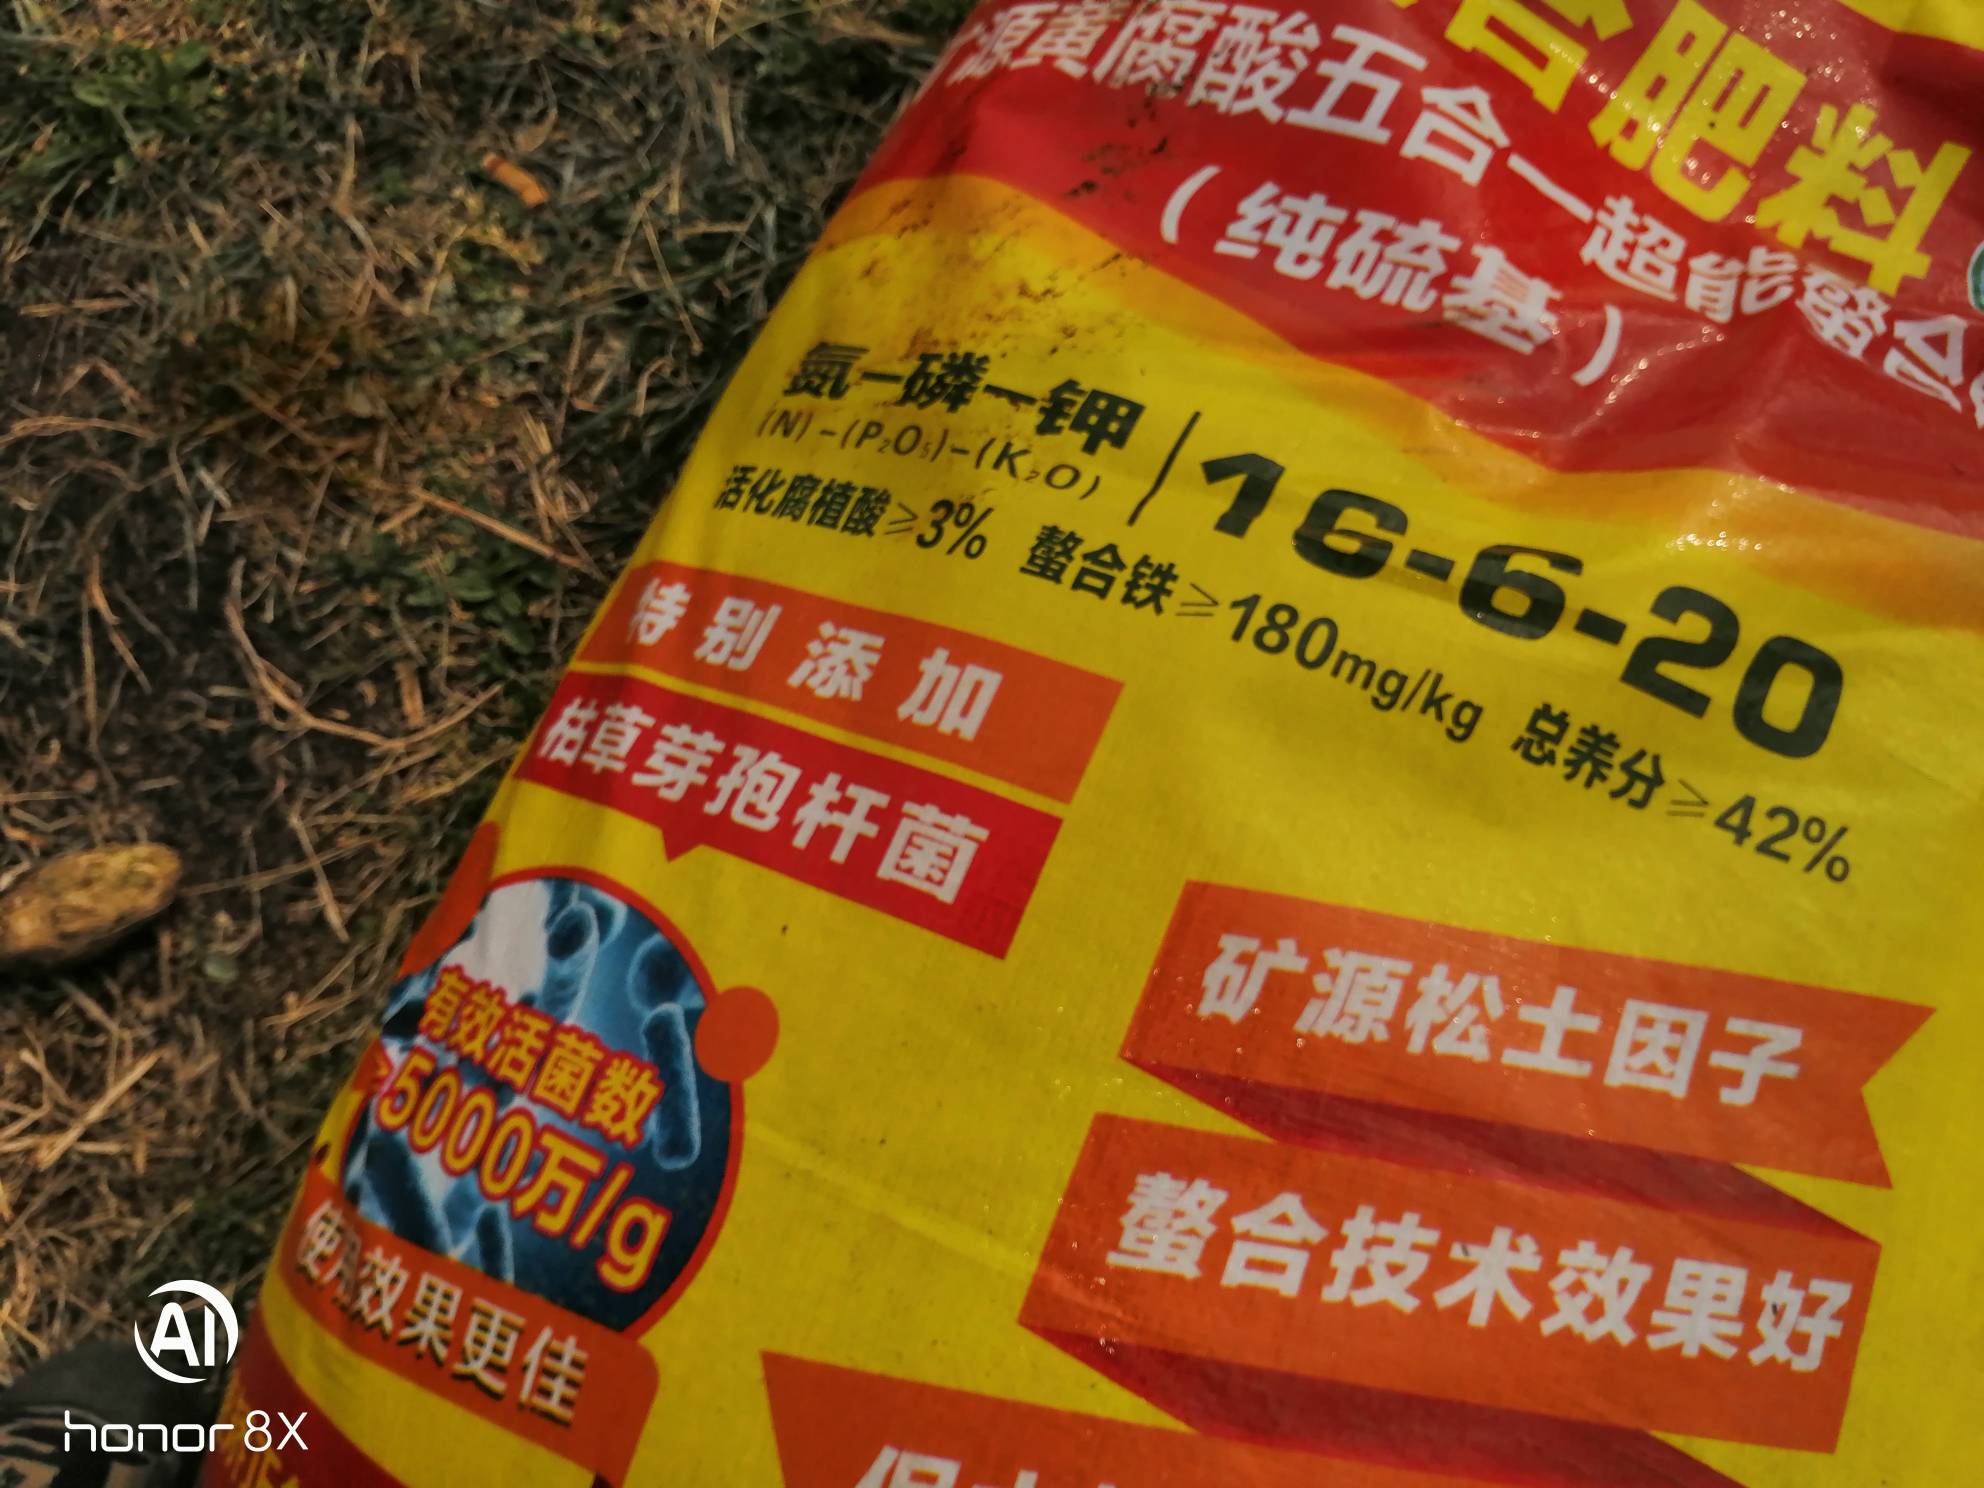 合肥料
矿源黄腐酸五合一超能螯合
（纯硫基）
氮-磷-钾
(N)-(P₂O₅)-(K₂O)
16-6-20
活化腐植酸≥3% 螯合铁≥180mg/kg 总养分≥42%
特别添加
枯草芽孢杆菌
有效活菌数
≥5000万/g
使用效果更佳
矿源松土因子
螯合技术效果好
保水
AI
honor 8X